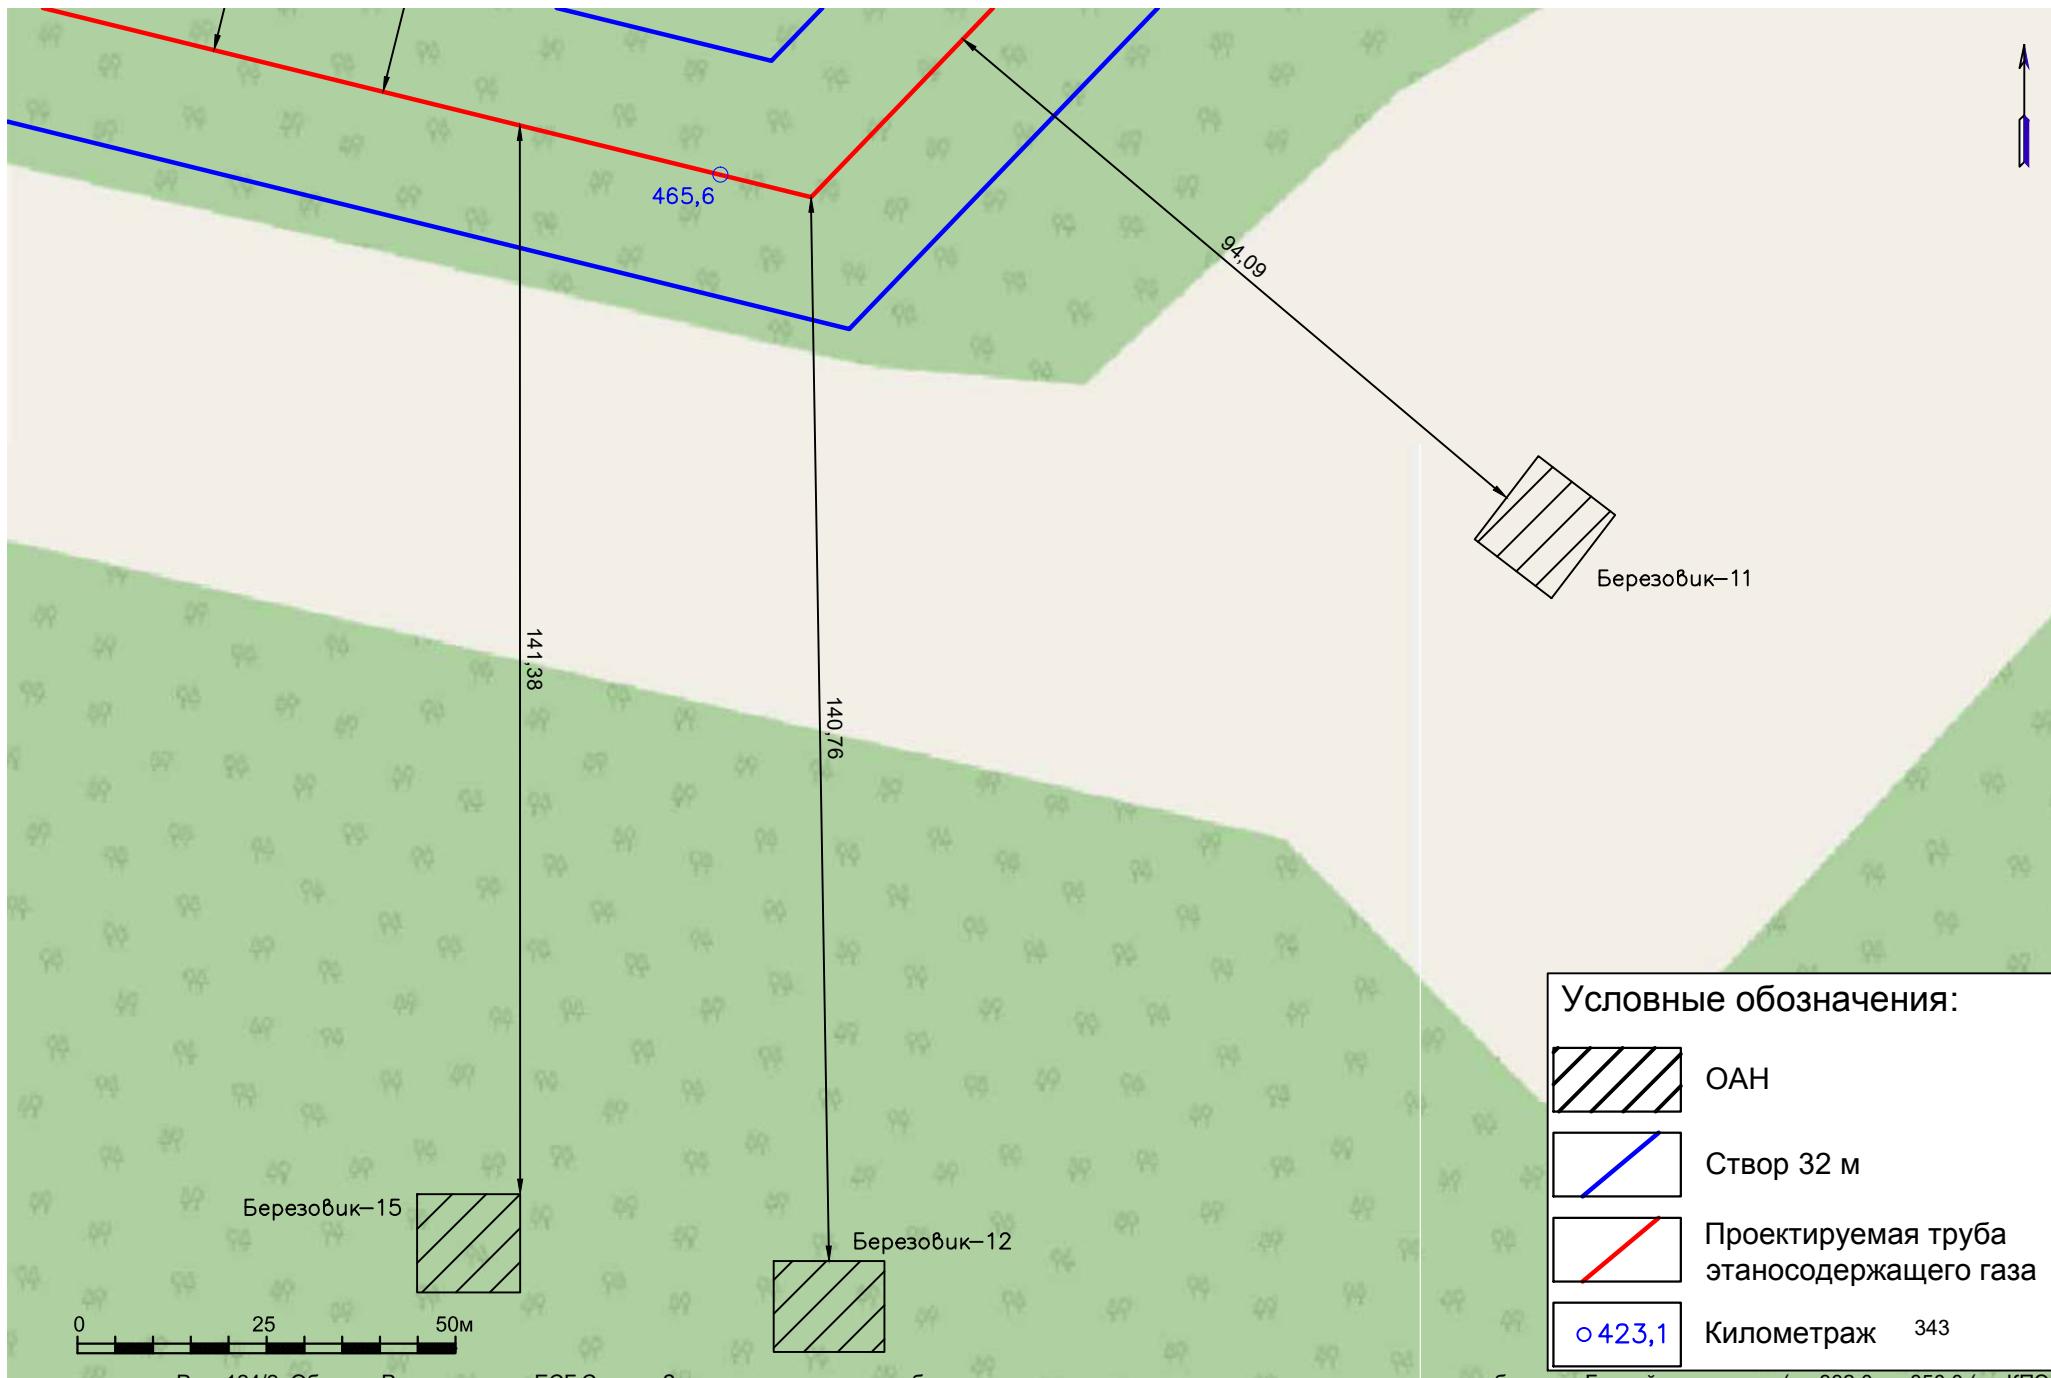 465,6
94,09
Березовик-11
141,38
140,76
Березовик-15
Березовик-12
0 25 50м
Условные обозначения:
ОАН
Створ 32 м
Проектируемая труба
этаносодержащего газа
423,1 Километраж 343